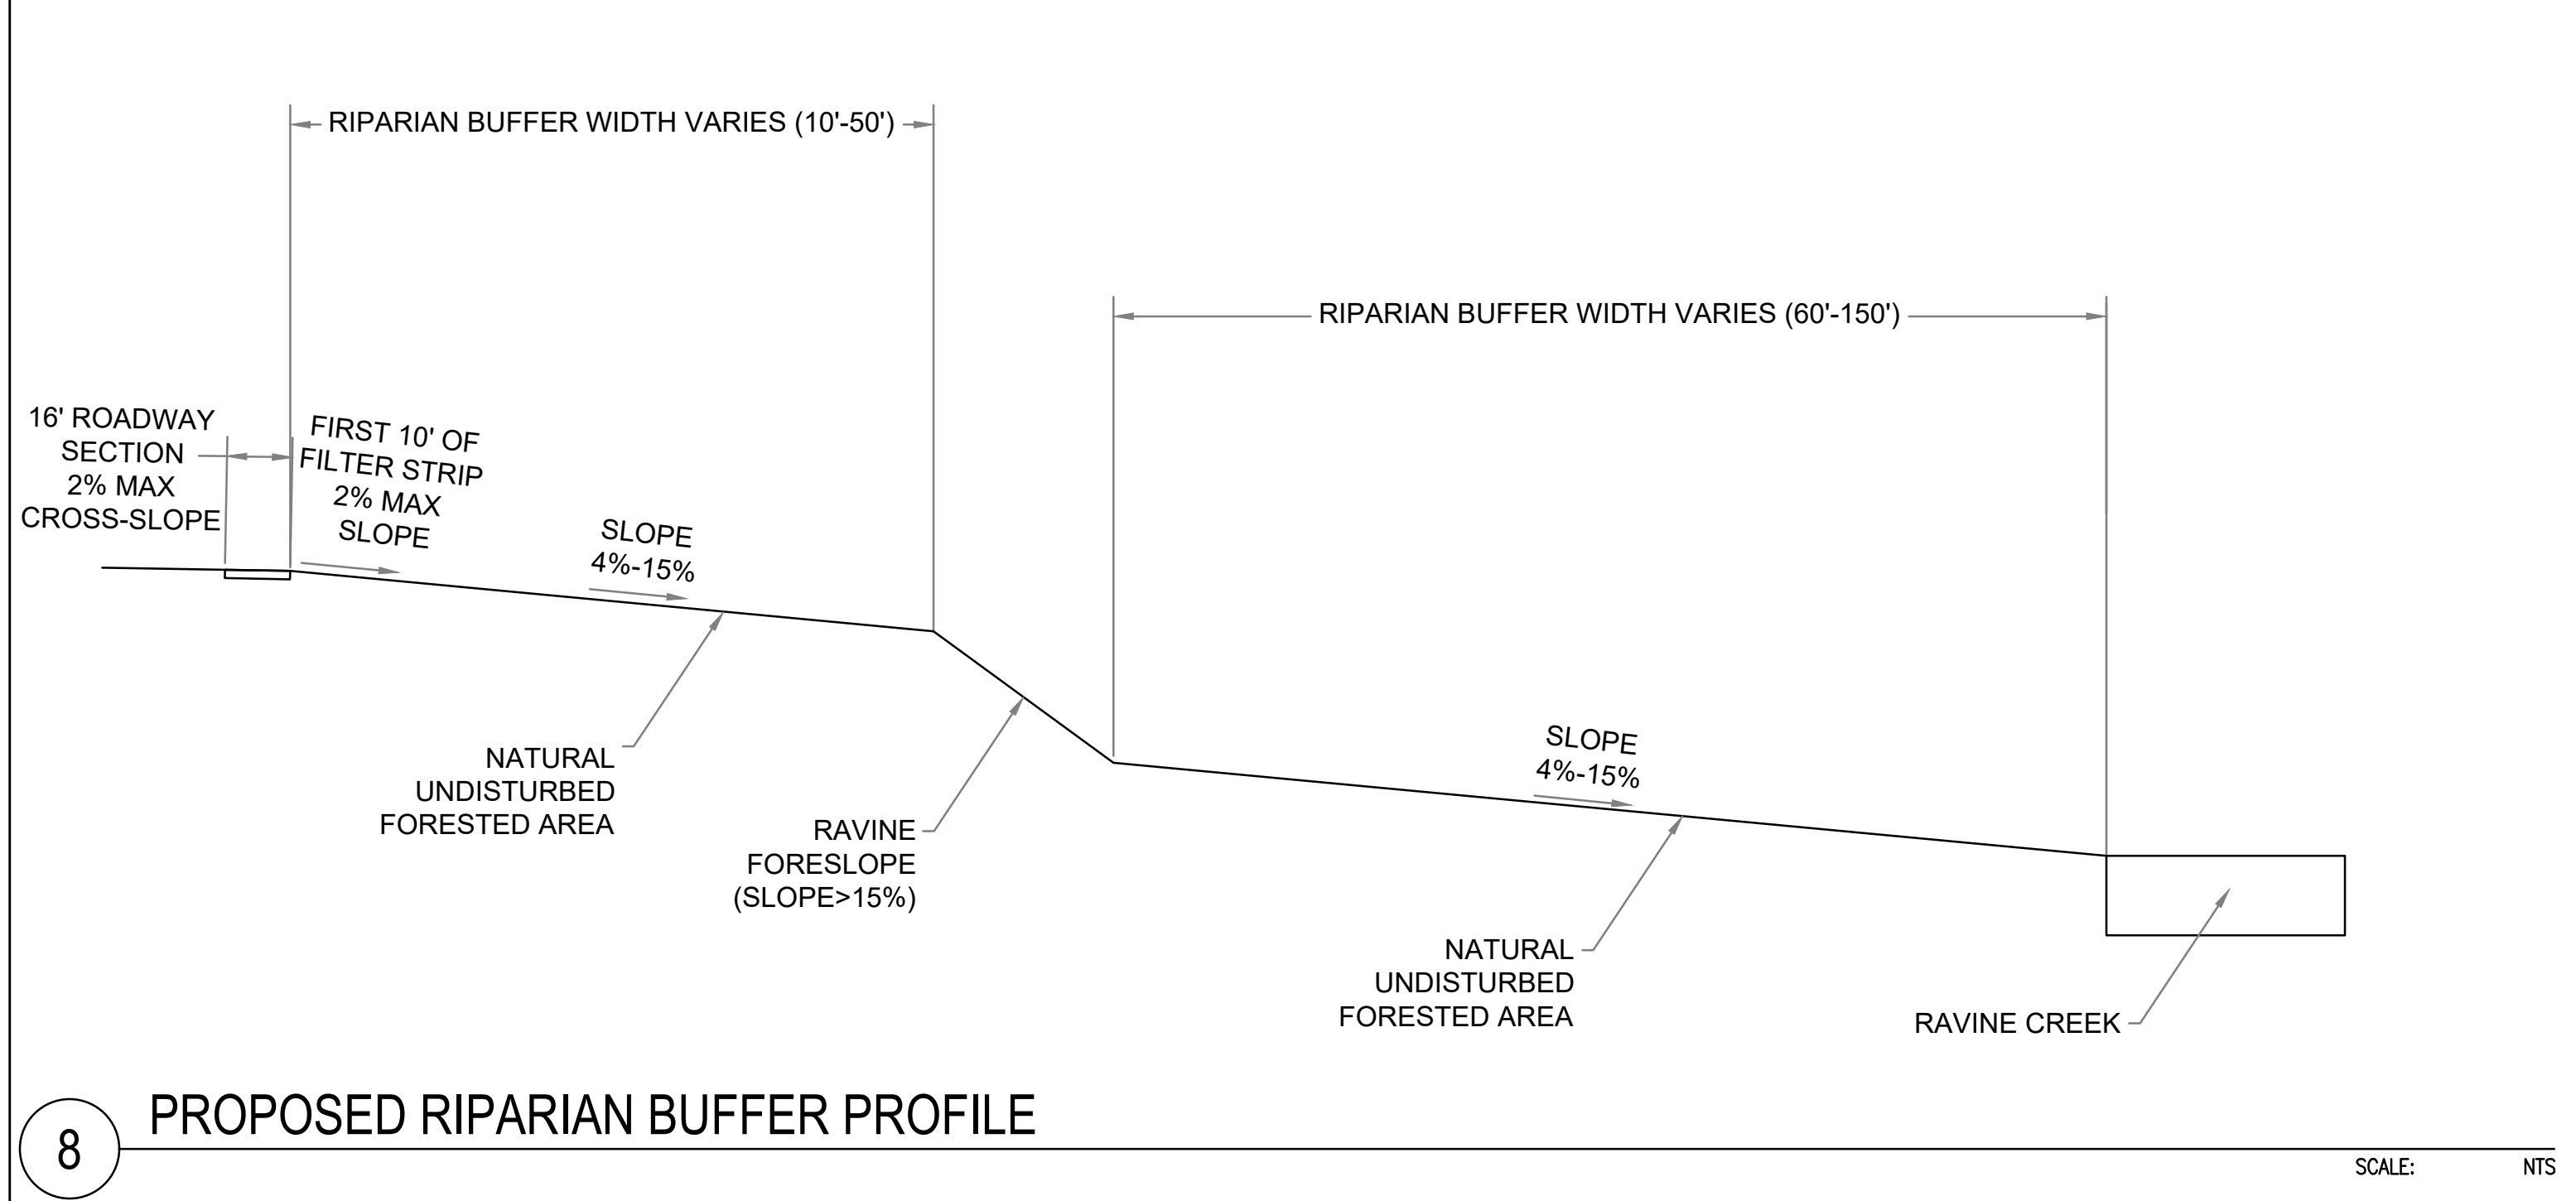 RIPARIAN BUFFER WIDTH VARIES (10'-50')
RIPARIAN BUFFER WIDTH VARIES (60'-150')
16' ROADWAY
SECTION
2% MAX
CROSS-SLOPE
FIRST 10' OF
FILTER STRIP
2% MAX
SLOPE
SLOPE
4%-15%
NATURAL
UNDISTURBED
FORESTED AREA
RAVINE
FORESLOPE
(SLOPE>15%)
SLOPE
4%-15%
NATURAL
UNDISTURBED
FORESTED AREA
RAVINE CREEK
8
PROPOSED RIPARIAN BUFFER PROFILE
SCALE: NTS